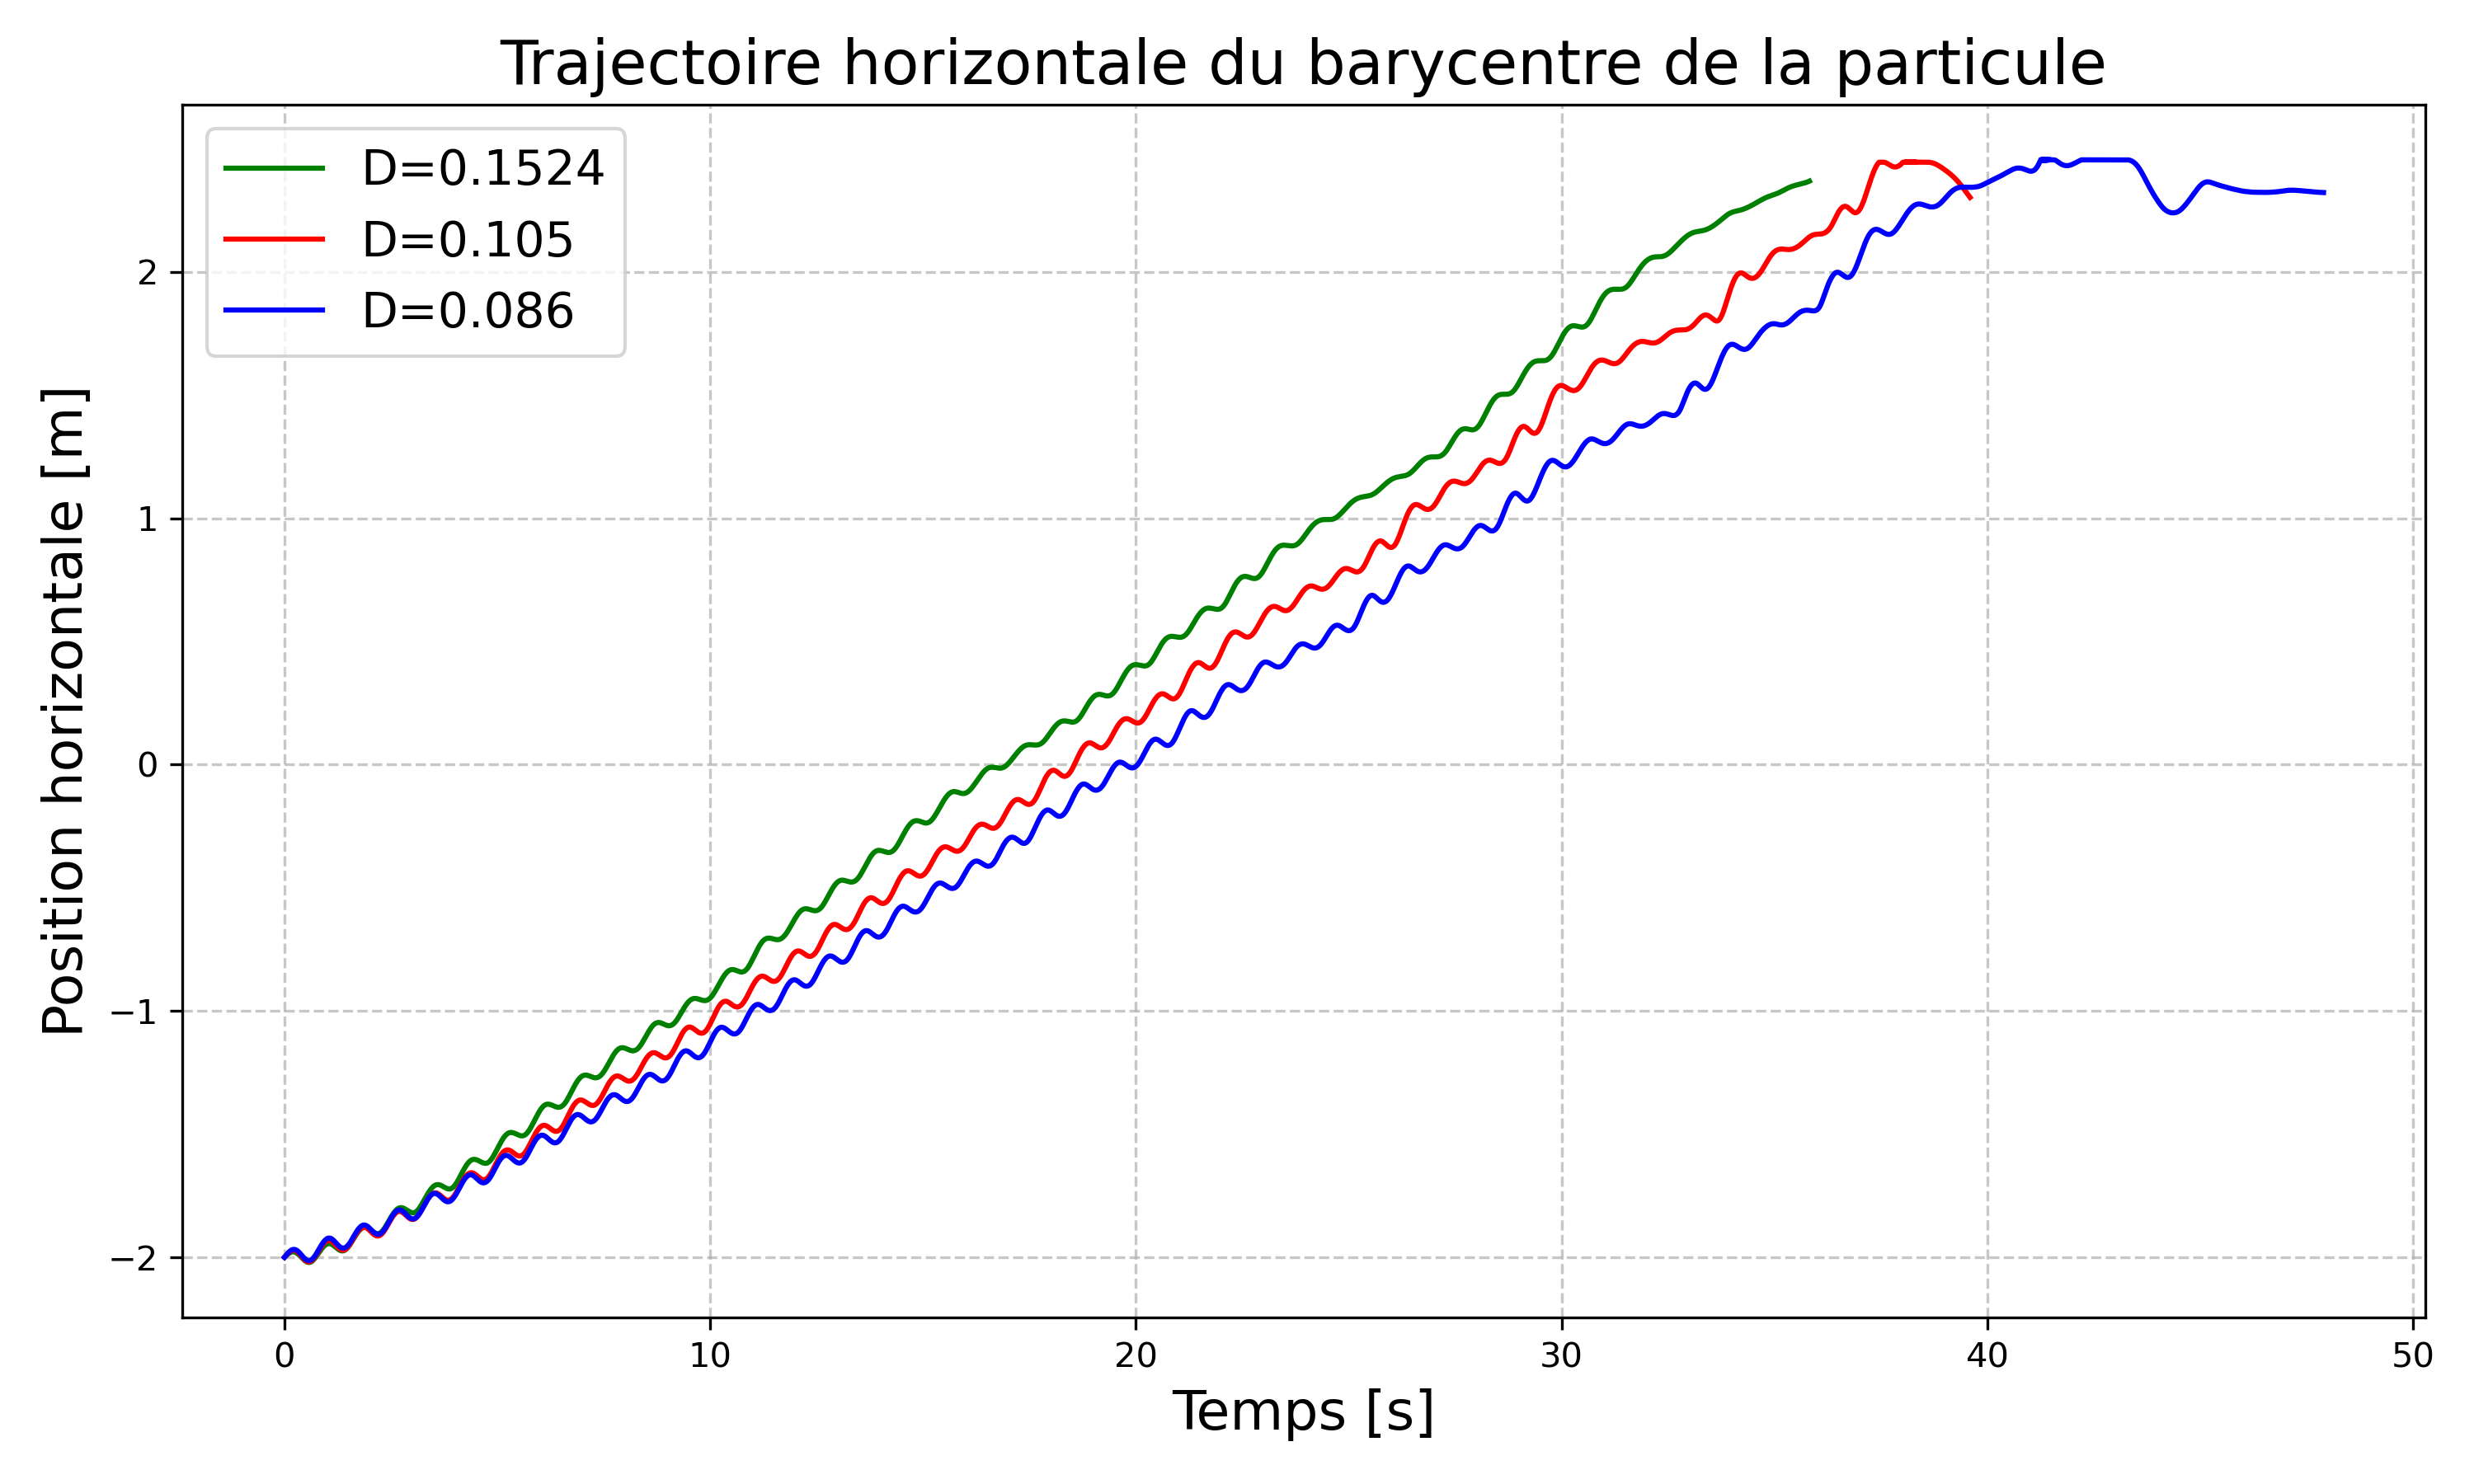 Trajectoire horizontale du barycentre de la particule
D=0.1524
D=0.105
D=0.086
Position horizontale [m]
2
1
0
−1
−2
0 10 20 30 40 50
Temps [s]